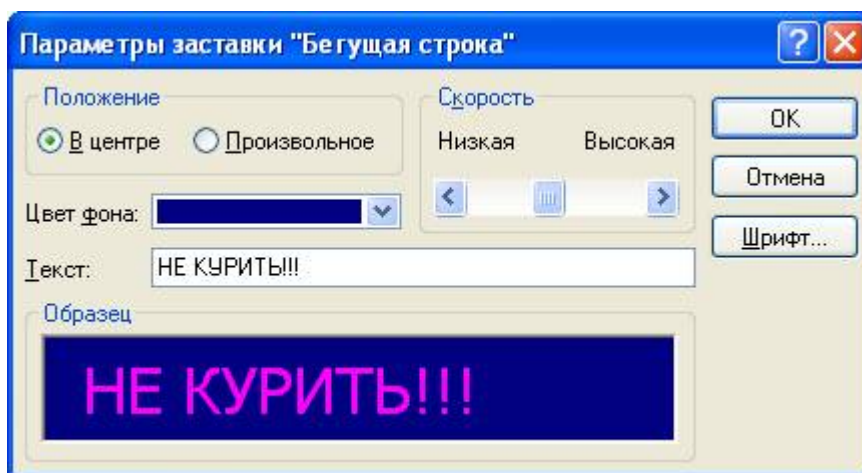 Параметры заставки "Бегущая строка"
Положение
В центре Произвольное
Скорость
Низкая Высокая
OK
Отмена
Шрифт...
Цвет фона:
Текст: НЕ КУРИТЬ!!!
Образец
НЕ КУРИТЬ!!!